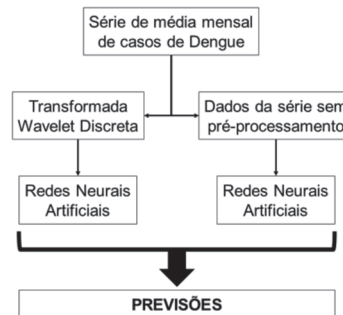 Série de média mensal
de casos de Dengue
Transformada
Wavelet Discreta
Dados da série sem
pré-processamento
Redes Neurais
Artificiais
Redes Neurais
Artificiais
PREVISÕES